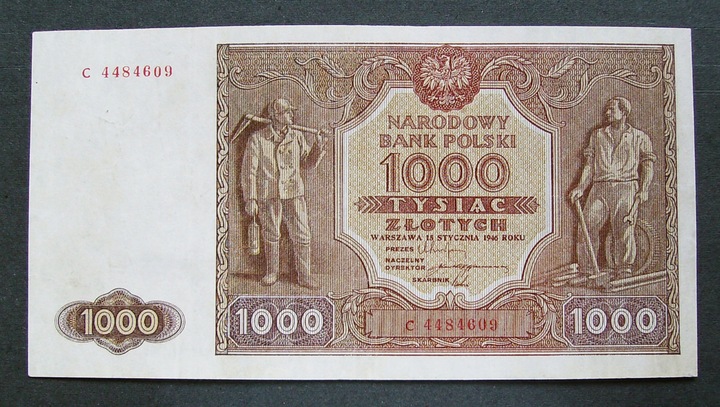 C 4484609
NARODOWY
BANK POLSKI
1000
TYSIĄC
ZŁOTYCH
WARSZAWA 15 STYCZNIA 1946 ROKU
PREZES
NACZELNY
DYREKTOR
SKARBNIK
1000
1000
C 4484609
1000